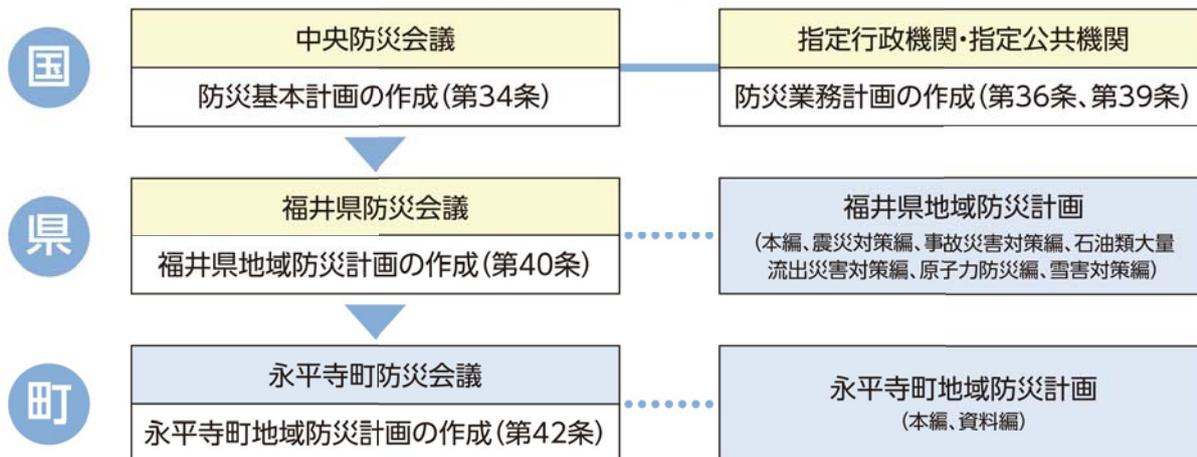 国
中央防災会議
防災基本計画の作成(第34条)
指定行政機関・指定公共機関
防災業務計画の作成(第36条、第39条)
県
福井県防災会議
福井県地域防災計画の作成(第40条)
福井県地域防災計画
(本編、震災対策編、事故災害対策編、石油類大量
流出災害対策編、原子力防災編、雪害対策編)
町
永平寺町防災会議
永平寺町地域防災計画の作成(第42条)
永平寺町地域防災計画
(本編、資料編)